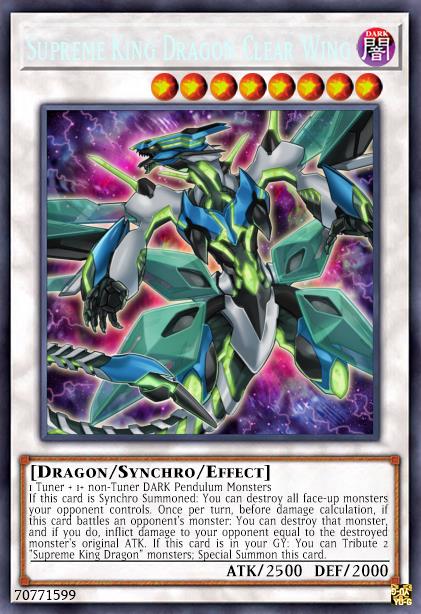 Supreme King Dragon Clear Wing
DARK
闇
[Dragon/Synchro/Effect]
1 Tuner + 1+ non-Tuner DARK Pendulum Monsters
If this card is Synchro Summoned: You can destroy all face-up monsters
your opponent controls. Once per turn, before damage calculation, if
this card battles an opponent's monster: You can destroy that monster,
and if you do, inflict damage to your opponent equal to the destroyed
monster's original ATK. If this card is in your GY: You can Tribute 2
"Supreme King Dragon" monsters; Special Summon this card.
ATK/2500 DEF/2000
70771599